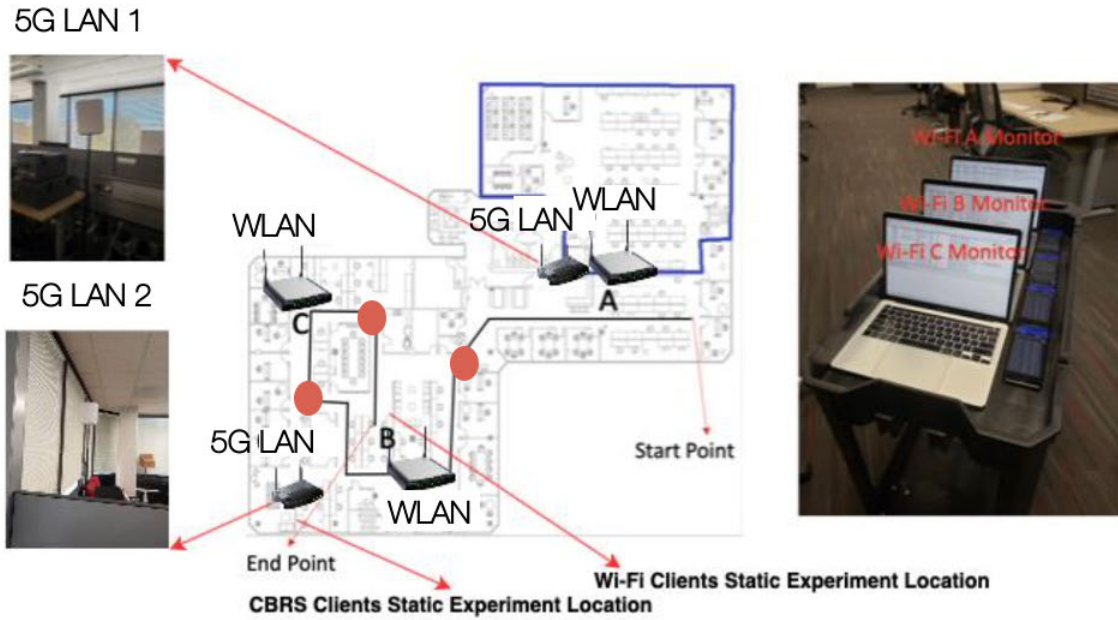 5G LAN 1
WLAN
5G LAN
WLAN
A
C
B
5G LAN
WLAN
5G LAN 2
Start Point
End Point
Wi-Fi Clients Static Experiment Location
CBRS Clients Static Experiment Location
Wi-Fi A Monitor
Wi-Fi B Monitor
Wi-Fi C Monitor